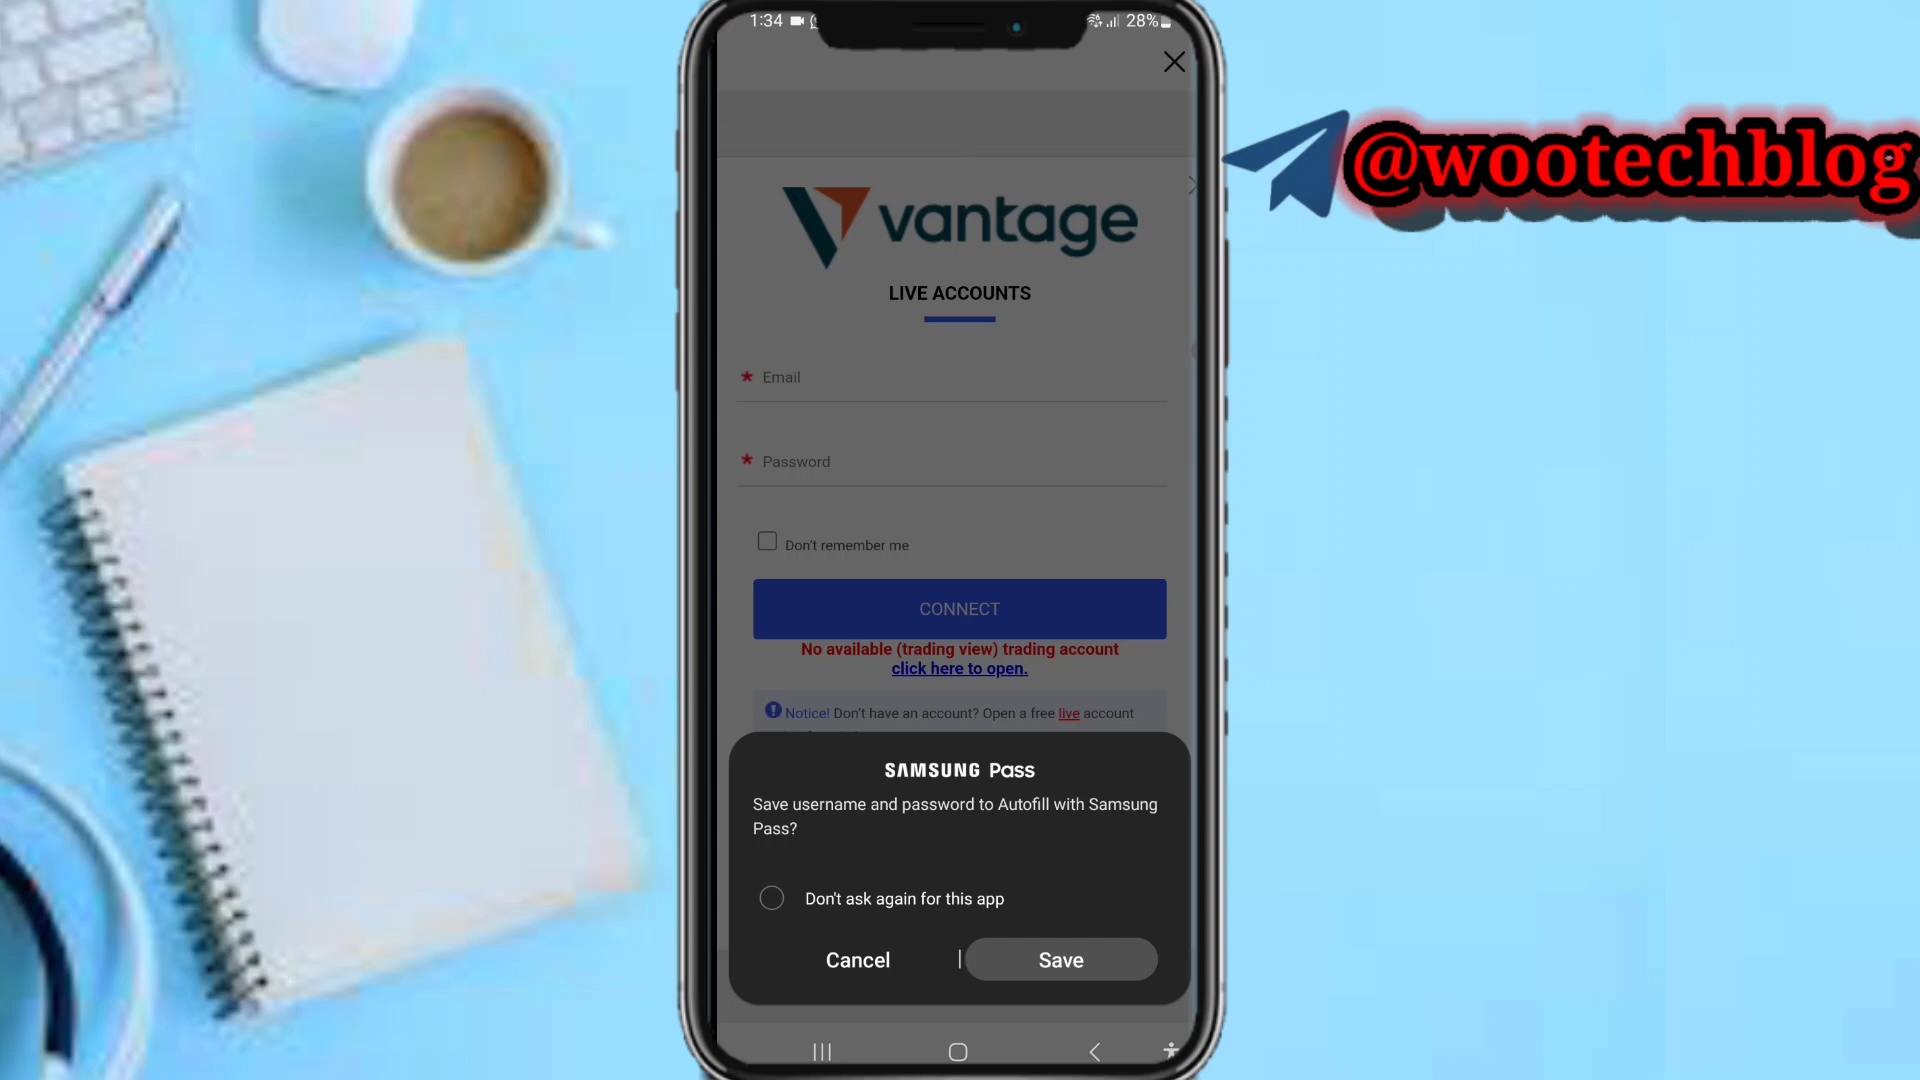 1:34
28%
@wootechblog
vantage
LIVE ACCOUNTS
* Email
* Password
Don't remember me
CONNECT
No available (trading view) trading account
click here to open.
Notice! Don't have an account? Open a free live account
SAMSUNG Pass
Save username and password to Autofill with Samsung
Pass?
Don't ask again for this app
Cancel
Save